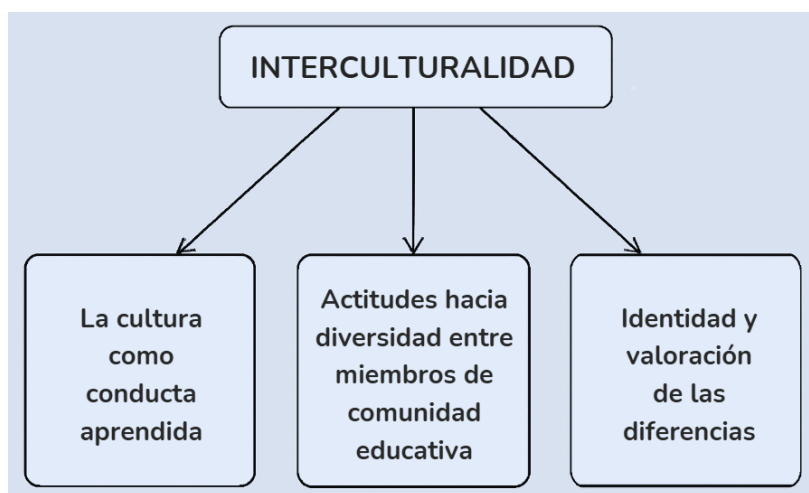 INTERCULTURALIDAD
La cultura
como
conducta
aprendida
Actitudes hacia
diversidad entre
miembros de
comunidad
educativa
Identidad y
valoración
de las
diferencias